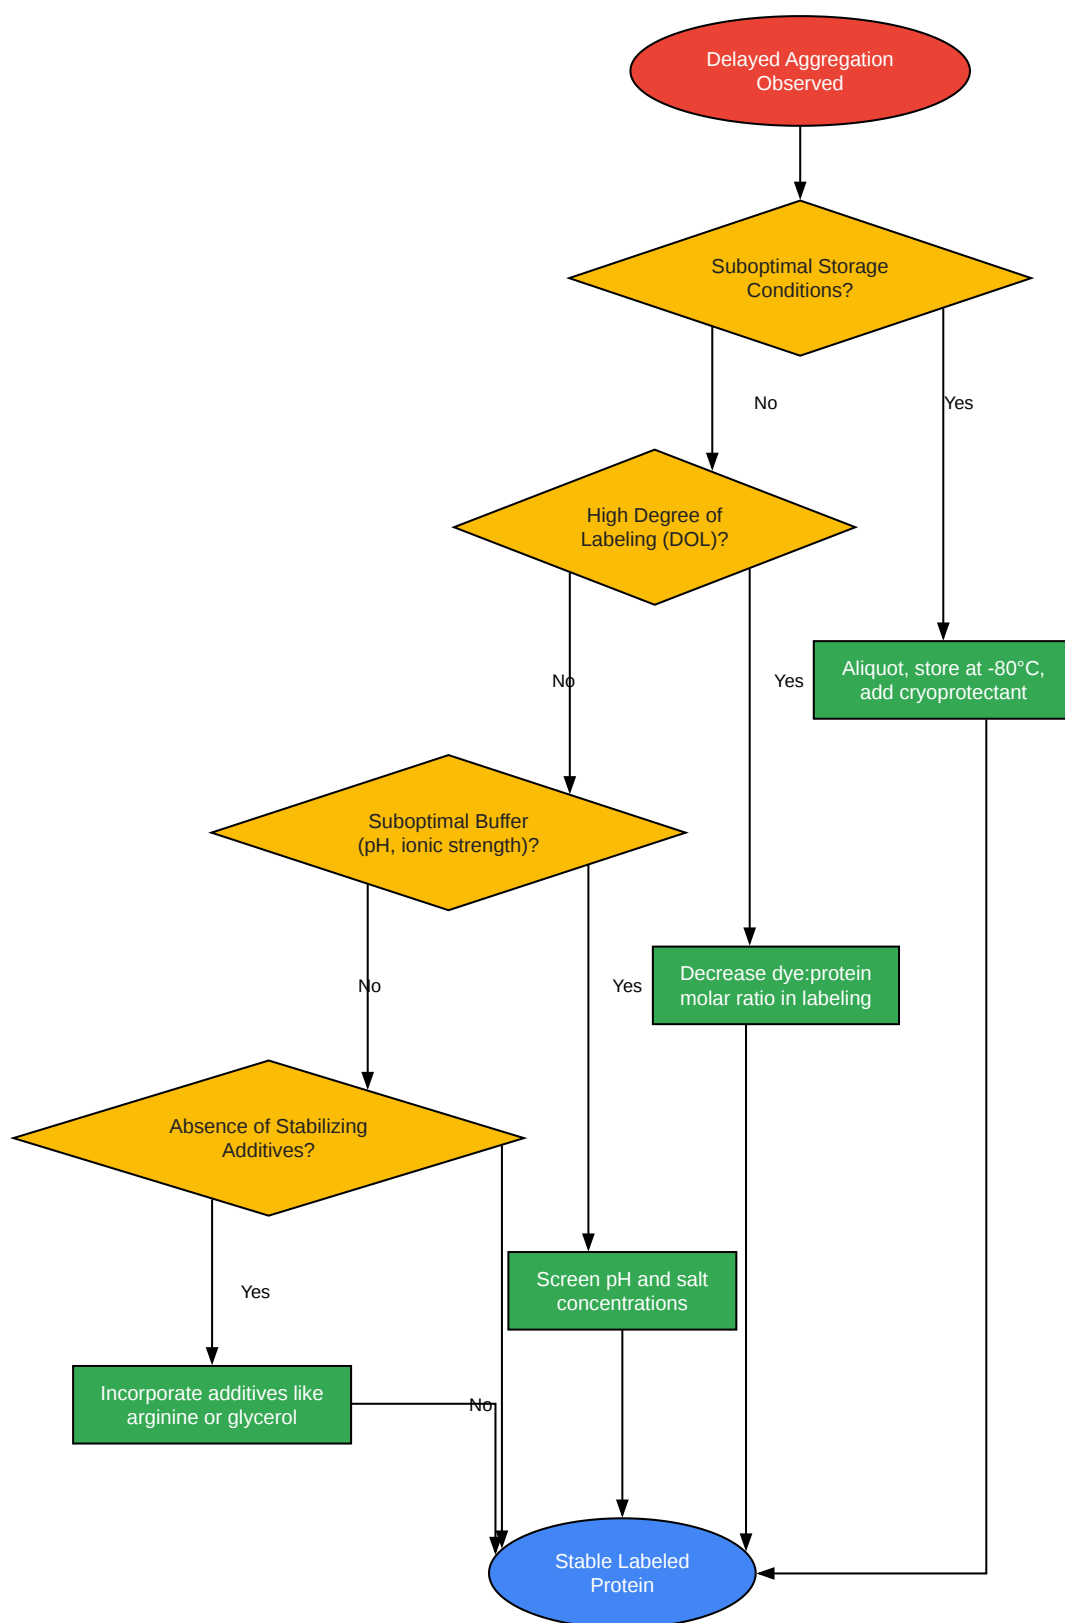 Delayed Aggregation
Observed
Suboptimal Storage
Conditions?
No
Yes
High Degree of
Labeling (DOL)?
No
Yes
Aliquot, store at -80°C,
add cryoprotectant
Suboptimal Buffer
(pH, ionic strength)?
No
Yes
Decrease dye:protein
molar ratio in labeling
Absence of Stabilizing
Additives?
Yes
Screen pH and salt
concentrations
Incorporate additives like
arginine or glycerol
No
Stable Labeled
Protein